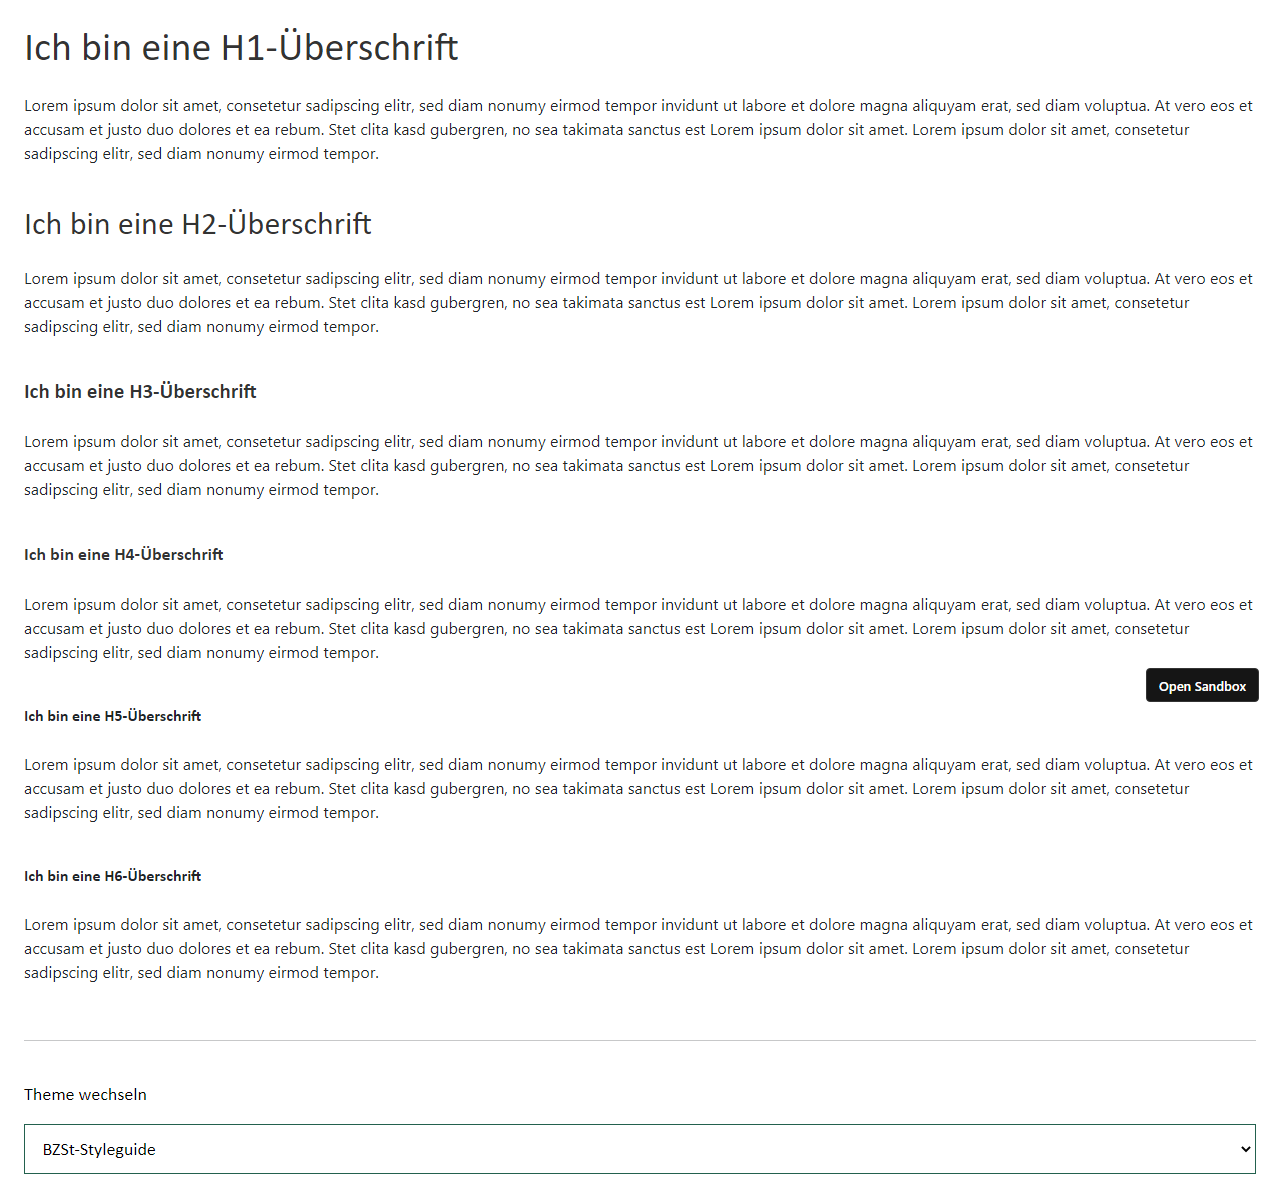 Ich bin eine H1-Überschrift
Lorem ipsum dolor sit amet, consetetur sadipscing elitr, sed diam nonumy eirmod tempor invidunt ut labore et dolore magna aliquyam erat, sed diam voluptua. At vero eos et
accusam et justo duo dolores et ea rebum. Stet clita kasd gubergren, no sea takimata sanctus est Lorem ipsum dolor sit amet. Lorem ipsum dolor sit amet, consetetur
sadipscing elitr, sed diam nonumy eirmod tempor.
Ich bin eine H2-Überschrift
Lorem ipsum dolor sit amet, consetetur sadipscing elitr, sed diam nonumy eirmod tempor invidunt ut labore et dolore magna aliquyam erat, sed diam voluptua. At vero eos et
accusam et justo duo dolores et ea rebum. Stet clita kasd gubergren, no sea takimata sanctus est Lorem ipsum dolor sit amet. Lorem ipsum dolor sit amet, consetetur
sadipscing elitr, sed diam nonumy eirmod tempor.
Ich bin eine H3-Überschrift
Lorem ipsum dolor sit amet, consetetur sadipscing elitr, sed diam nonumy eirmod tempor invidunt ut labore et dolore magna aliquyam erat, sed diam voluptua. At vero eos et
accusam et justo duo dolores et ea rebum. Stet clita kasd gubergren, no sea takimata sanctus est Lorem ipsum dolor sit amet. Lorem ipsum dolor sit amet, consetetur
sadipscing elitr, sed diam nonumy eirmod tempor.
Ich bin eine H4-Überschrift
Lorem ipsum dolor sit amet, consetetur sadipscing elitr, sed diam nonumy eirmod tempor invidunt ut labore et dolore magna aliquyam erat, sed diam voluptua. At vero eos et
accusam et justo duo dolores et ea rebum. Stet clita kasd gubergren, no sea takimata sanctus est Lorem ipsum dolor sit amet. Lorem ipsum dolor sit amet, consetetur
sadipscing elitr, sed diam nonumy eirmod tempor.
Open Sandbox
Ich bin eine H5-Überschrift
Lorem ipsum dolor sit amet, consetetur sadipscing elitr, sed diam nonumy eirmod tempor invidunt ut labore et dolore magna aliquyam erat, sed diam voluptua. At vero eos et
accusam et justo duo dolores et ea rebum. Stet clita kasd gubergren, no sea takimata sanctus est Lorem ipsum dolor sit amet. Lorem ipsum dolor sit amet, consetetur
sadipscing elitr, sed diam nonumy eirmod tempor.
Ich bin eine H6-Überschrift
Lorem ipsum dolor sit amet, consetetur sadipscing elitr, sed diam nonumy eirmod tempor invidunt ut labore et dolore magna aliquyam erat, sed diam voluptua. At vero eos et
accusam et justo duo dolores et ea rebum. Stet clita kasd gubergren, no sea takimata sanctus est Lorem ipsum dolor sit amet. Lorem ipsum dolor sit amet, consetetur
sadipscing elitr, sed diam nonumy eirmod tempor.
Theme wechseln
BZSt-Styleguide